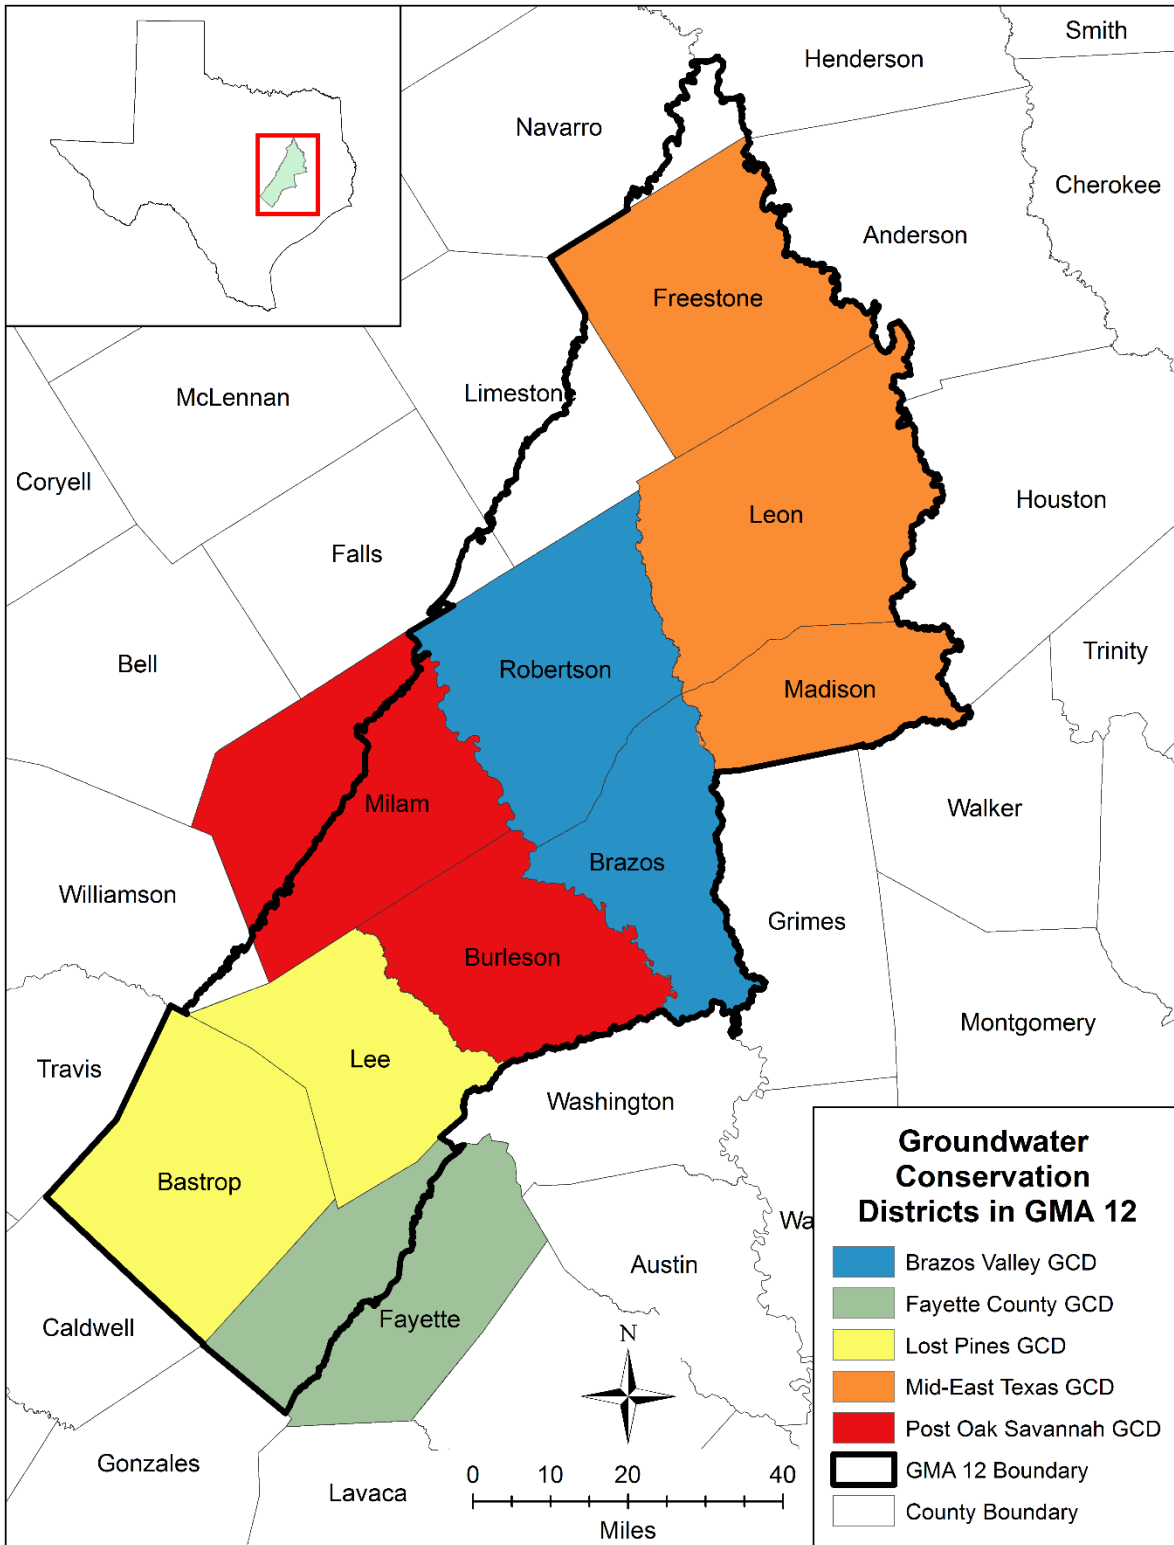 Smith
Henderson
Navarro
Cherokee
Anderson
Freestone
McLennan
Limestone
Coryell
Houston
Leon
Falls
Trinity
Bell
Robertson
Madison
Milam
Walker
Brazos
Williamson
Grimes
Burleson
Montgomery
Lee
Travis
Washington
Bastrop
Wa
Austin
Fayette
Caldwell
Gonzales
Lavaca
N
0 10 20 40
Miles
Groundwater
Conservation
Districts in GMA 12
Brazos Valley GCD
Fayette County GCD
Lost Pines GCD
Mid-East Texas GCD
Post Oak Savannah GCD
GMA 12 Boundary
County Boundary